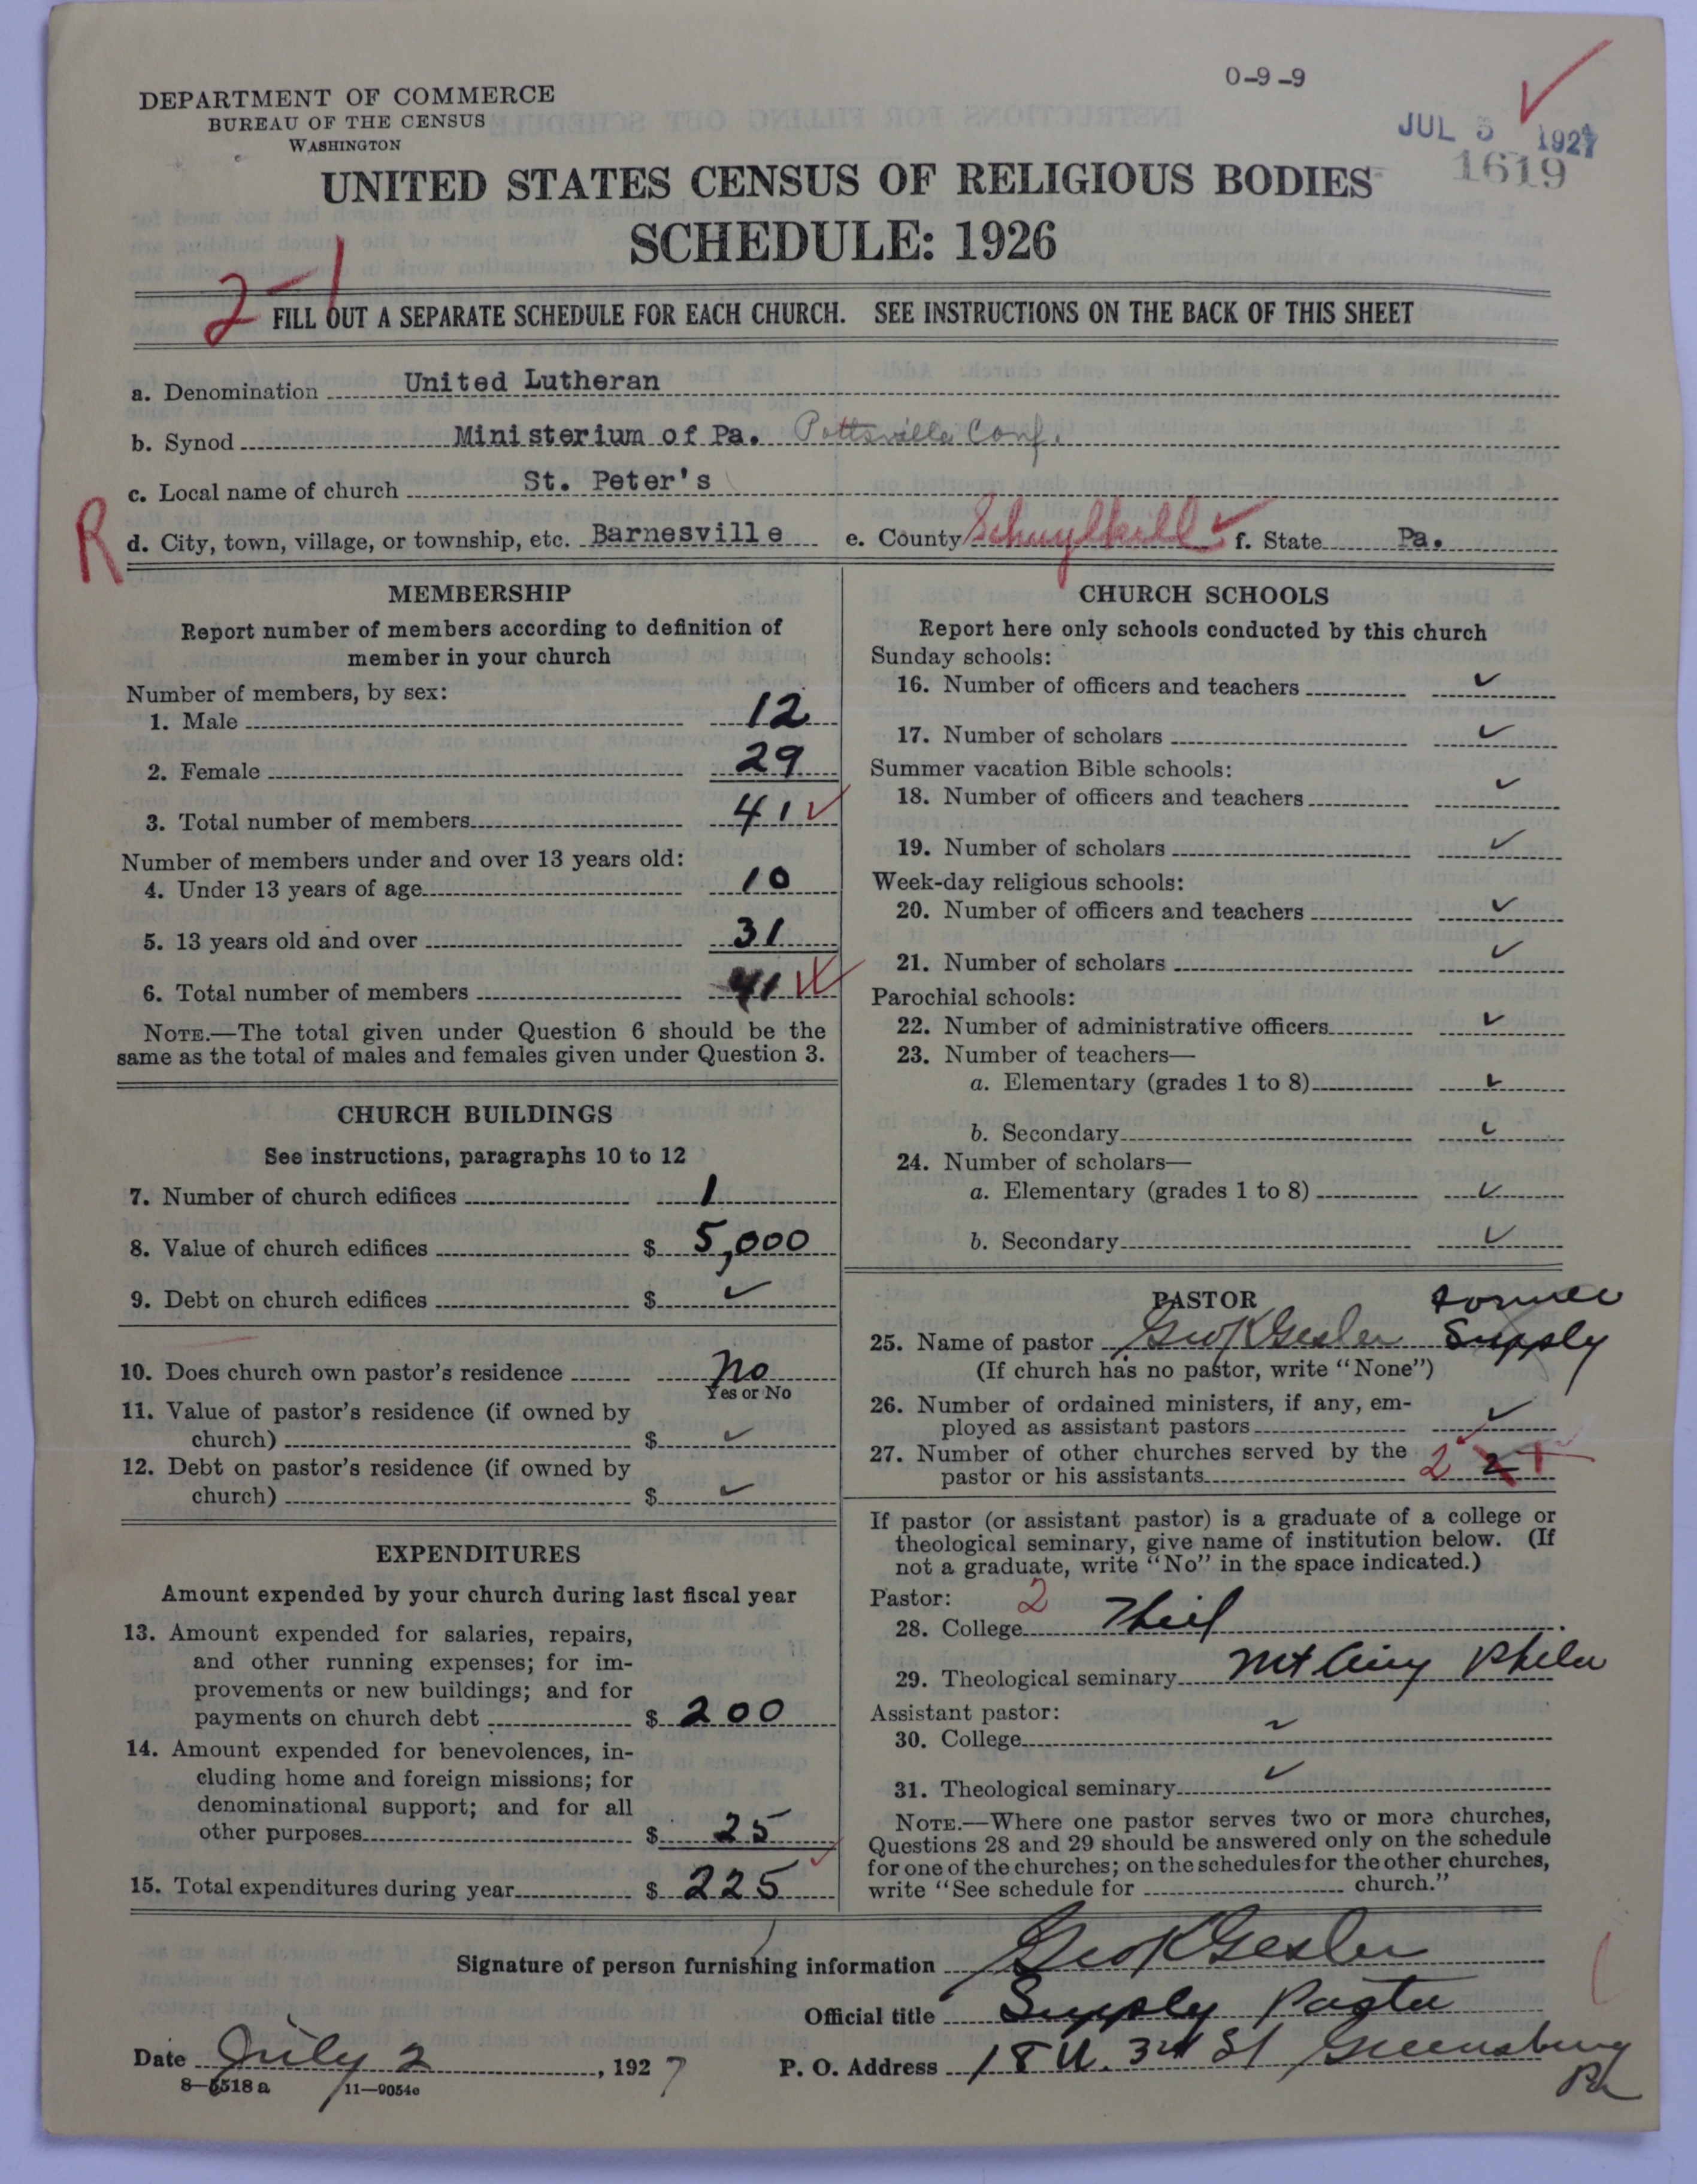 0-9-9
DEPARTMENT OF COMMERCE
BUREAU OF THE CENSUS
WASHINGTON
JUL 5 1927
1619
UNITED STATES CENSUS OF RELIGIOUS BODIES
SCHEDULE: 1926
2-1
FILL OUT A SEPARATE SCHEDULE FOR EACH CHURCH. SEE INSTRUCTIONS ON THE BACK OF THIS SHEET
a. Denomination United Lutheran
b. Synod Ministerium of Pa. Pottsville Conf.
c. Local name of church St. Peter's
R
d. City, town, village, or township, etc. Barnesville e. County Schuylkill ✓ f. State Pa.
MEMBERSHIP
Report number of members according to definition of
member in your church
Number of members, by sex:
1. Male 12
2. Female 29
3. Total number of members 41 ✓
Number of members under and over 13 years old:
4. Under 13 years of age 10
5. 13 years old and over 31
6. Total number of members 41
NOTE.—The total given under Question 6 should be the
same as the total of males and females given under Question 3.
CHURCH BUILDINGS
See instructions, paragraphs 10 to 12
7. Number of church edifices 1
8. Value of church edifices $ 5,000
9. Debt on church edifices $ ✓
10. Does church own pastor's residence no
Yes or No
11. Value of pastor's residence (if owned by
church) $ ✓
12. Debt on pastor's residence (if owned by
church) $ ✓
EXPENDITURES
Amount expended by your church during last fiscal year
13. Amount expended for salaries, repairs,
and other running expenses; for im-
provements or new buildings; and for
payments on church debt $ 200
14. Amount expended for benevolences, in-
cluding home and foreign missions; for
denominational support; and for all
other purposes $ 25
15. Total expenditures during year $ 225
CHURCH SCHOOLS
Report here only schools conducted by this church
Sunday schools:
16. Number of officers and teachers ✓
17. Number of scholars ✓
Summer vacation Bible schools:
18. Number of officers and teachers ✓
19. Number of scholars ✓
Week-day religious schools:
20. Number of officers and teachers ✓
21. Number of scholars ✓
Parochial schools:
22. Number of administrative officers ✓
23. Number of teachers—
a. Elementary (grades 1 to 8) ✓
b. Secondary ✓
24. Number of scholars—
a. Elementary (grades 1 to 8) ✓
b. Secondary ✓
PASTOR
25. Name of pastor Geo K Gesler Supply
(If church has no pastor, write "None")
26. Number of ordained ministers, if any, em-
ployed as assistant pastors ✓
27. Number of other churches served by the
pastor or his assistants 2 2 1
If pastor (or assistant pastor) is a graduate of a college or
theological seminary, give name of institution below. (If
not a graduate, write "No" in the space indicated.)
Pastor: 2
28. College Thiel
29. Theological seminary Mt Airy Phila
Assistant pastor:
30. College
31. Theological seminary ✓
NOTE.—Where one pastor serves two or more churches,
Questions 28 and 29 should be answered only on the schedule
for one of the churches; on the schedules for the other churches,
write "See schedule for church."
Signature of person furnishing information Geo K Gesler
Official title Supply Pastor
Date July 2, 1927 P. O. Address 18 W. 3rd St Greensburg
Pa
8—5518 a 11—9054c